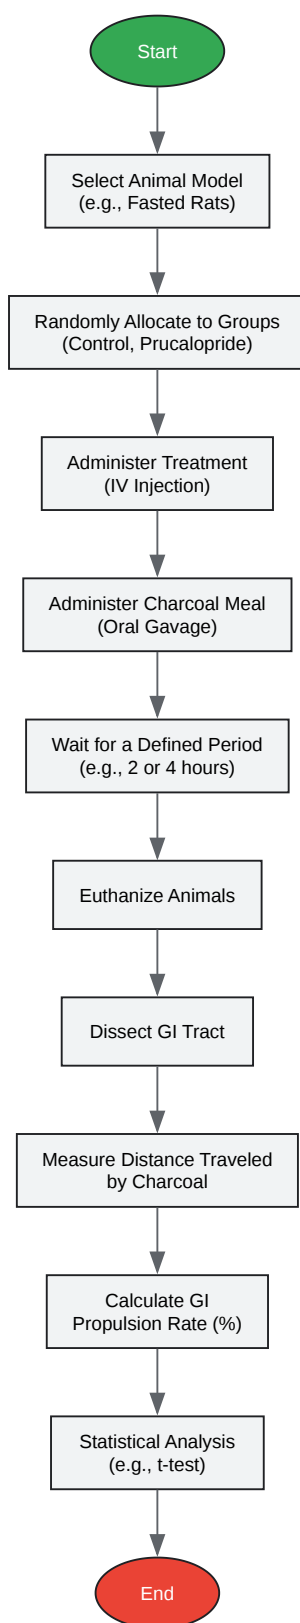 Start
Select Animal Model
(e.g., Fasted Rats)
Randomly Allocate to Groups
(Control, Prucalopride)
Administer Treatment
(IV Injection)
Administer Charcoal Meal
(Oral Gavage)
Wait for a Defined Period
(e.g., 2 or 4 hours)
Euthanize Animals
Dissect GI Tract
Measure Distance Traveled
by Charcoal
Calculate GI
Propulsion Rate (%)
Statistical Analysis
(e.g., t-test)
End